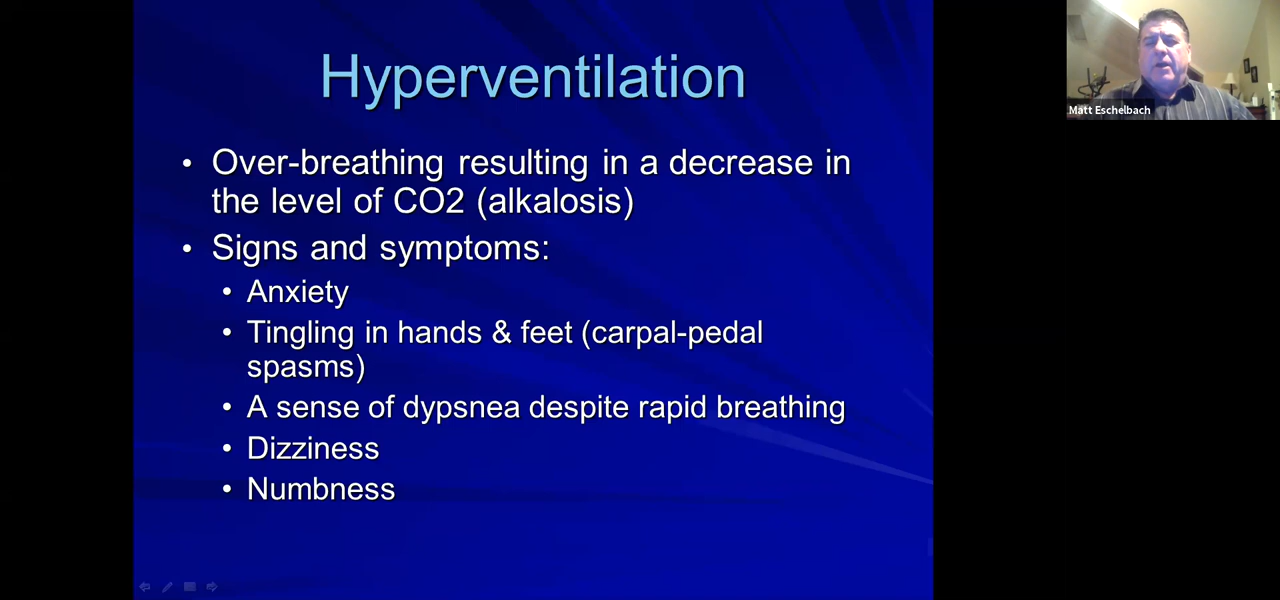 Hyperventilation
• Over-breathing resulting in a decrease in
the level of CO2 (alkalosis)
• Signs and symptoms:
• Anxiety
• Tingling in hands & feet (carpal-pedal
spasms)
• A sense of dypsnea despite rapid breathing
• Dizziness
• Numbness
Matt Eschelbach